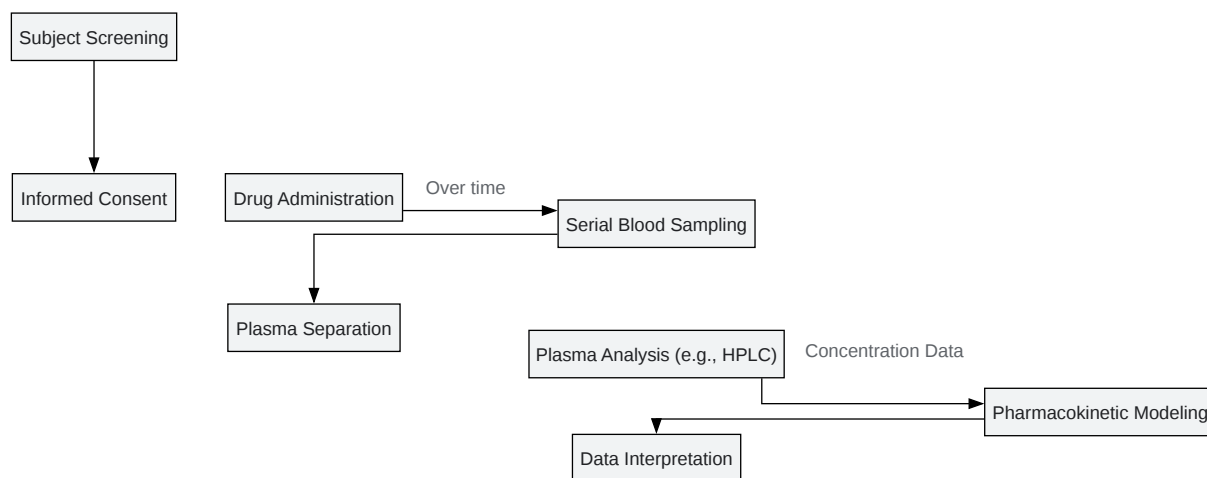 Subject Screening
Informed Consent
Drug Administration
Over time
Serial Blood Sampling
Plasma Separation
Plasma Analysis (e.g., HPLC)
Concentration Data
Pharmacokinetic Modeling
Data Interpretation